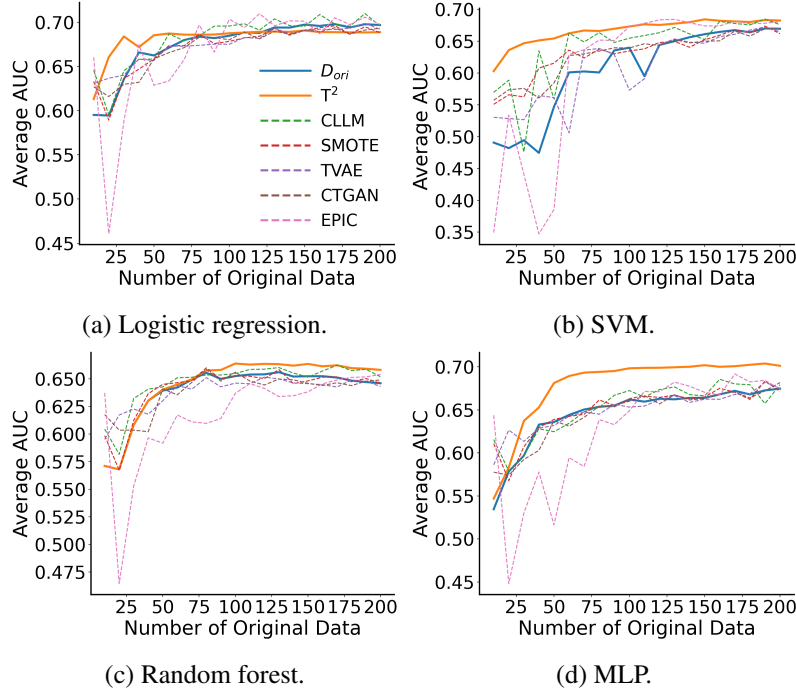 0.70
0.65
0.60
0.55
0.50
0.45
Average AUC
25 50 75 100 125 150 175 200
Number of Original Data
D_ori
T²
CLLM
SMOTE
TVAE
CTGAN
EPIC
(a) Logistic regression.
0.70
0.65
0.60
0.55
0.50
0.45
0.40
0.35
Average AUC
25 50 75 100 125 150 175 200
Number of Original Data
(b) SVM.
0.650
0.625
0.600
0.575
0.550
0.525
0.500
0.475
Average AUC
25 50 75 100 125 150 175 200
Number of Original Data
(c) Random forest.
0.70
0.65
0.60
0.55
0.50
0.45
Average AUC
25 50 75 100 125 150 175 200
Number of Original Data
(d) MLP.